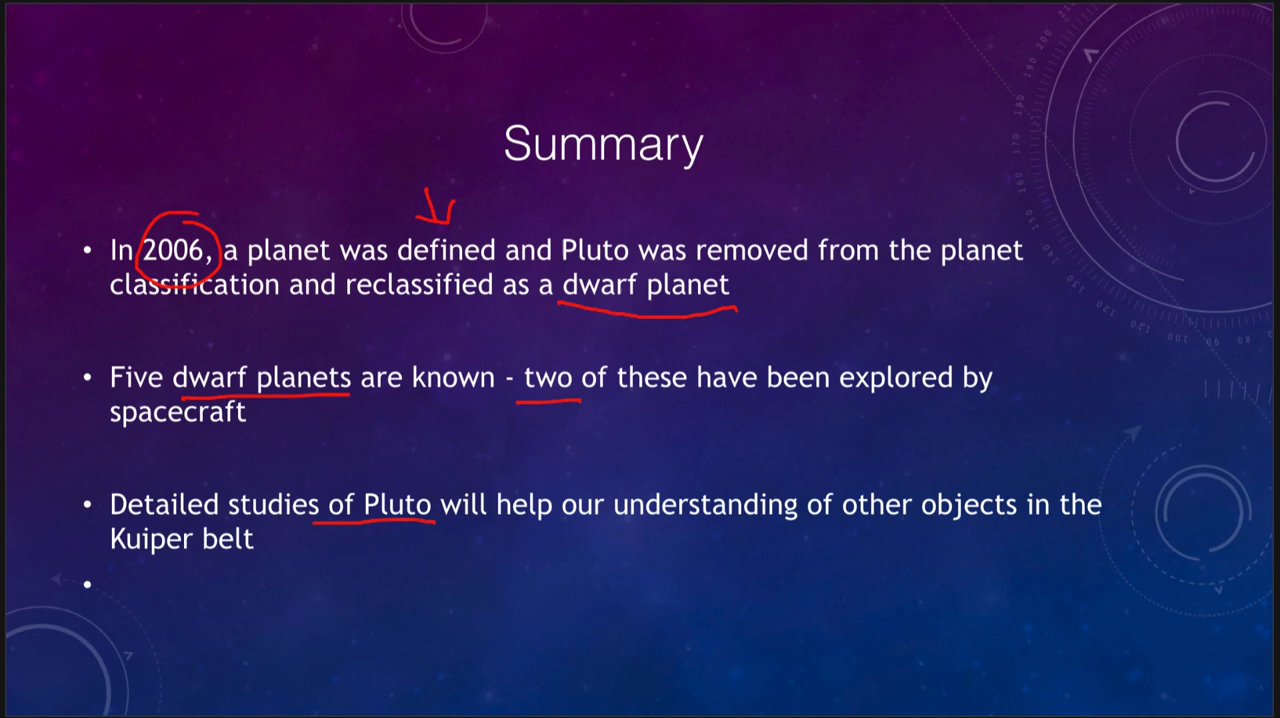 Summary
• In 2006, a planet was defined and Pluto was removed from the planet
classification and reclassified as a dwarf planet
• Five dwarf planets are known - two of these have been explored by
spacecraft
• Detailed studies of Pluto will help our understanding of other objects in the
Kuiper belt
•